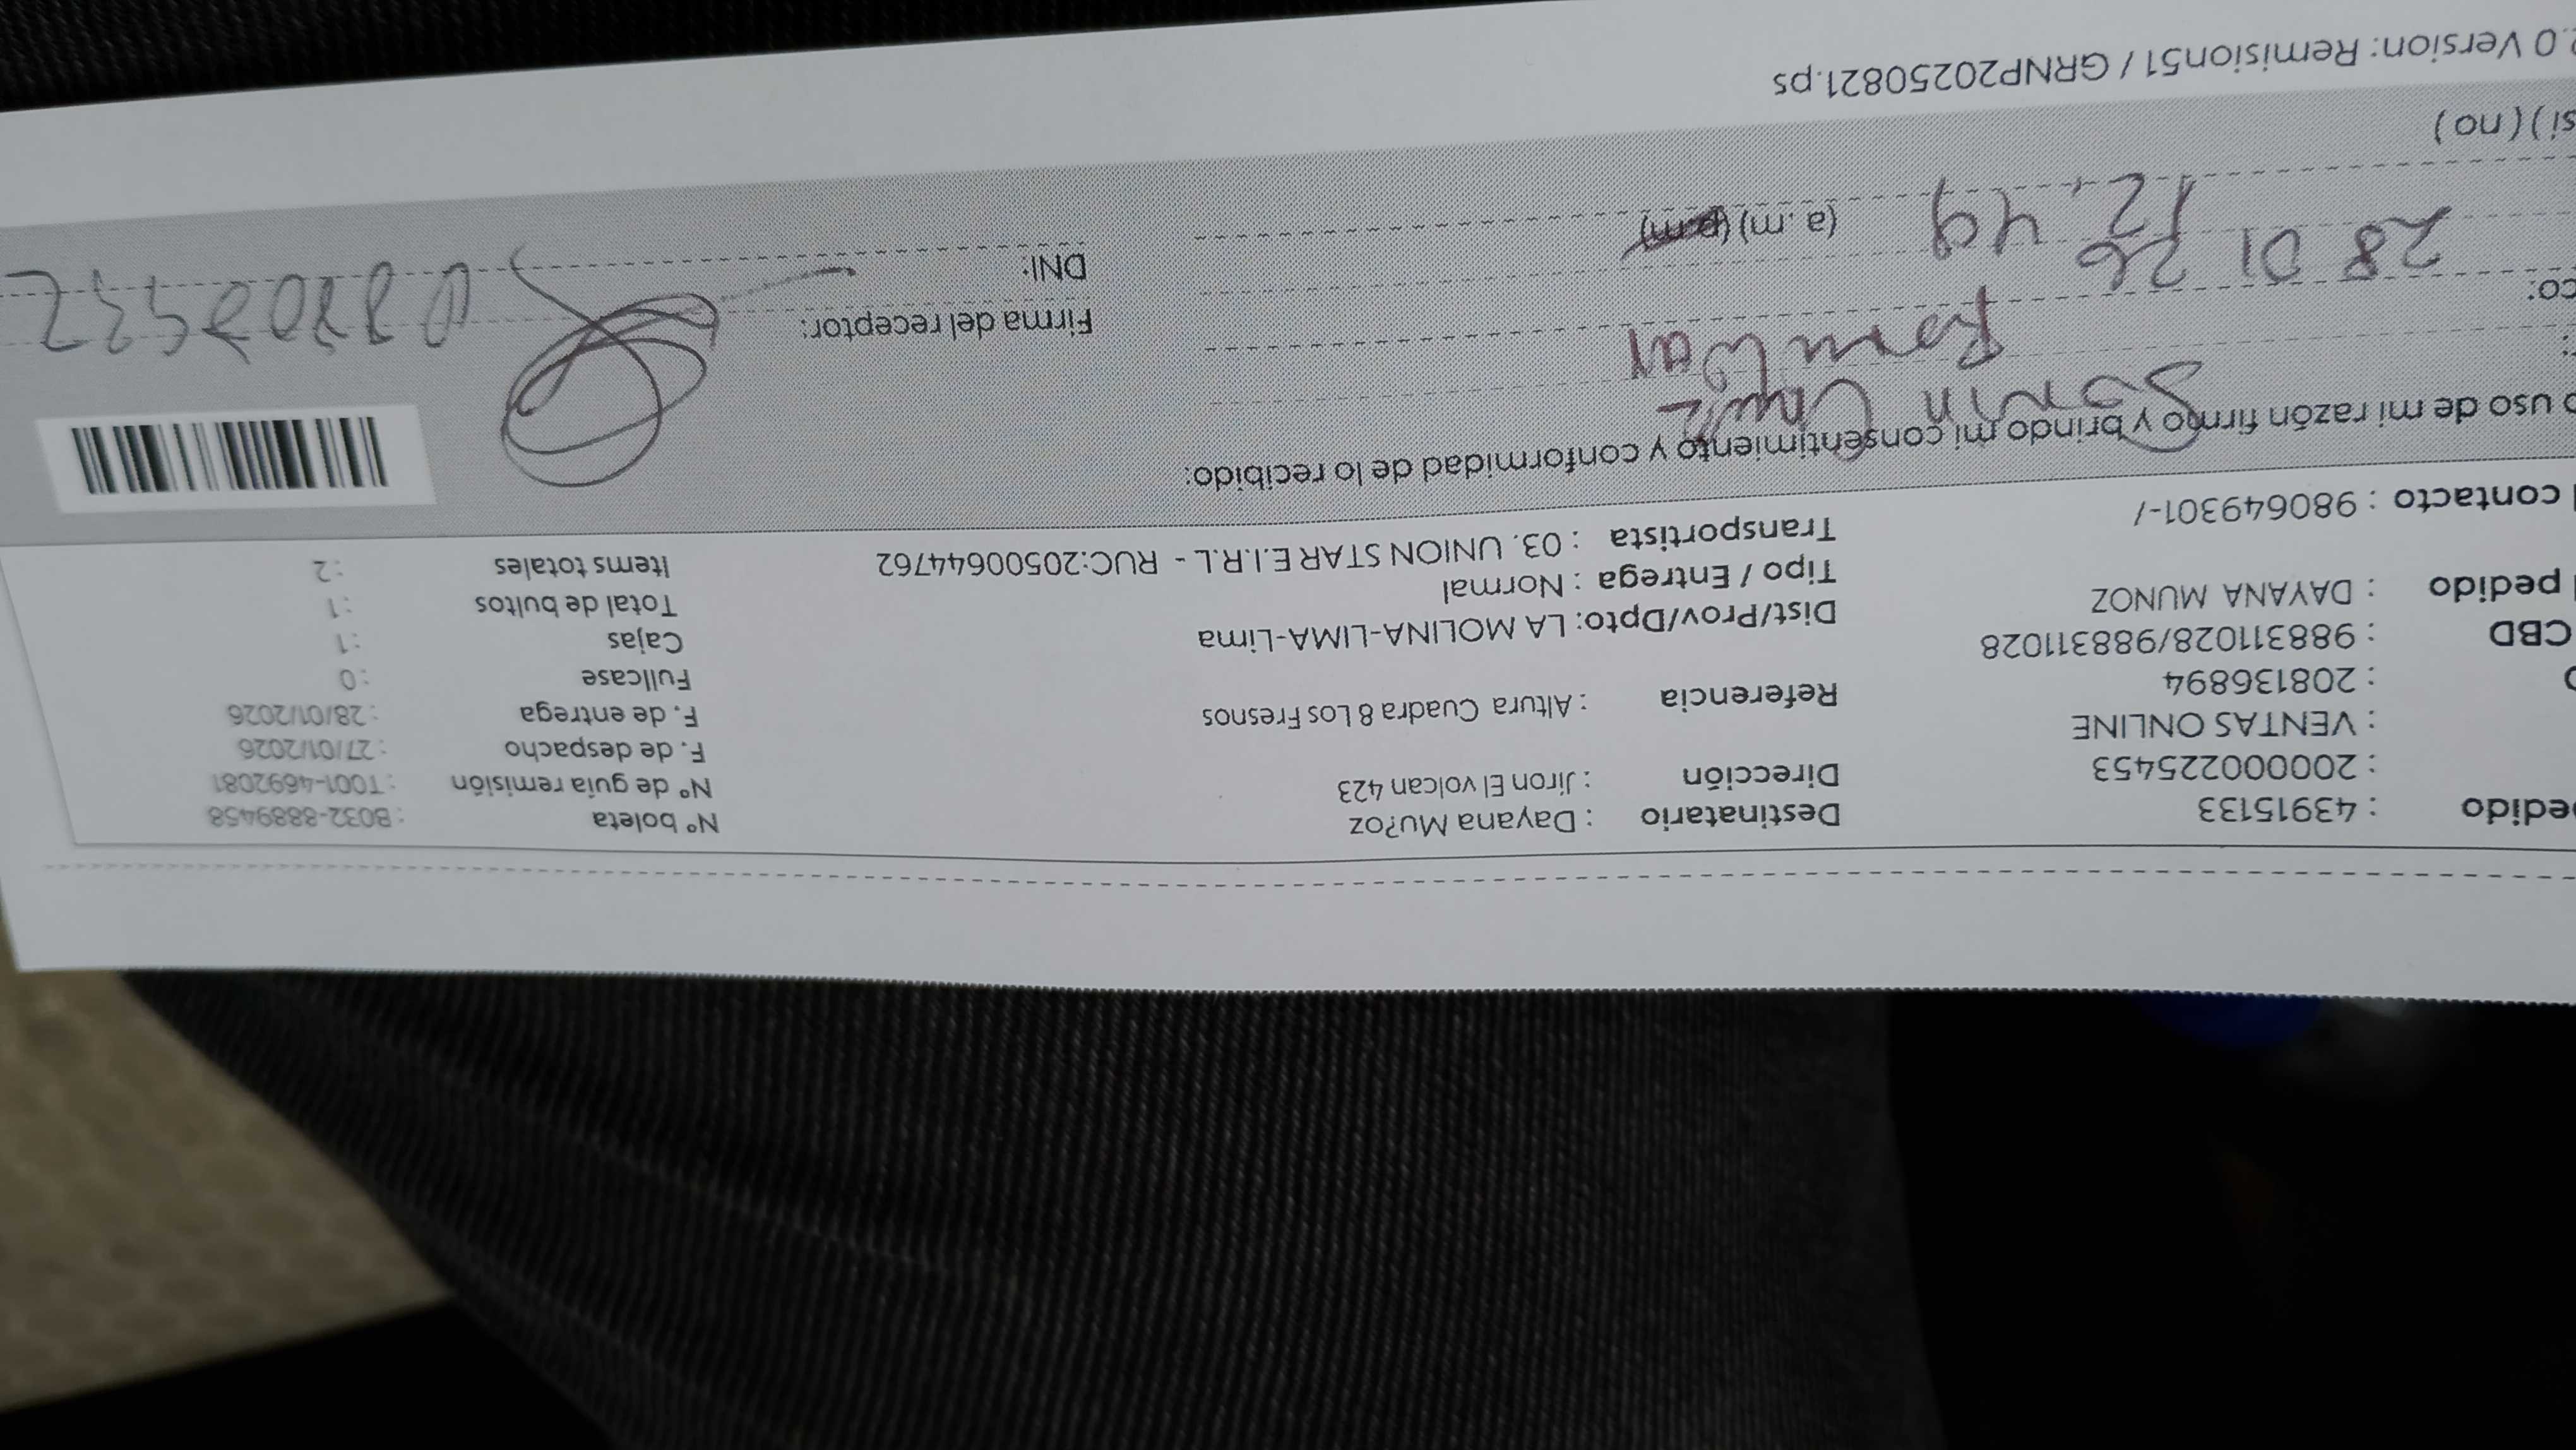 edido : 43915133
: 2000000225453
: VENTAS ONLINE
: 208136894
CBD : 988311028/988311028
pedido : DAYANA MUNOZ
contacto : 980649301-/
Destinatario : Dayana Mu?oz
Dirección : Jiron El volcan 423
Referencia : Altura Cuadra 8 Los Fresnos
Dist/Prov/Dpto: LA MOLINA-LIMA-Lima
Tipo / Entrega : Normal
Transportista : 03. UNION STAR E.I.R.L - RUC:20500644762
Nº boleta : B032-8889458
Nº de guía remisión : T001-4692081
F. de despacho : 27/01/2026
F. de entrega : 28/01/2026
Fullcase : 0
Cajas : 1
Total de bultos : 1
Items totales : 2
o uso de mi razón firmo y brindo mi consentimiento y conformidad de lo recibido:
co:
28 01 26
12:49 (a.m) (p.m)
si ) ( no )
Firma del receptor:
DNI:
.0 Version: Remision51 / GRNP20250821.ps